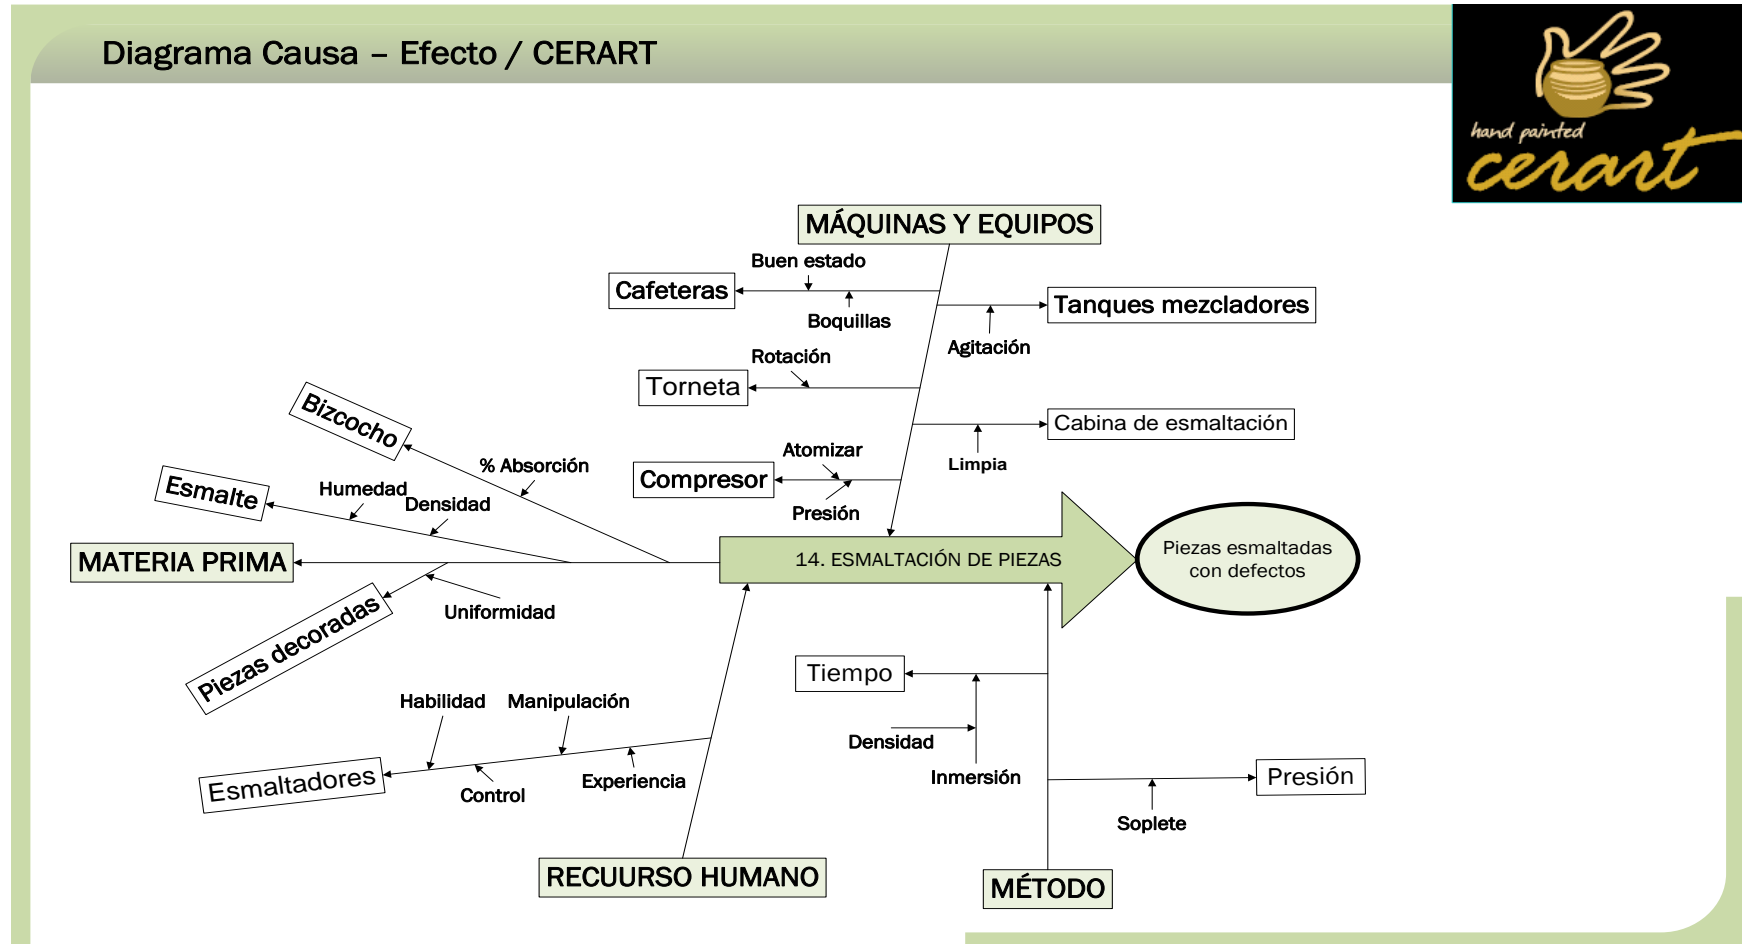 Diagrama Causa – Efecto / CERART
hand painted
cerart
MÁQUINAS Y EQUIPOS
Buen estado
Cafeteras
Boquillas
Tanques mezcladores
Agitación
Rotación
Torneta
Cabina de esmaltación
Limpia
Atomizar
Compresor
Presión
Bizcocho
% Absorción
Esmalte
Humedad
Densidad
MATERIA PRIMA
14. ESMALTACIÓN DE PIEZAS
Piezas esmaltadas
con defectos
Uniformidad
Piezas decoradas
Habilidad
Manipulación
Esmaltadores
Control
Experiencia
RECUURSO HUMANO
Tiempo
Densidad
Inmersión
Presión
Soplete
MÉTODO